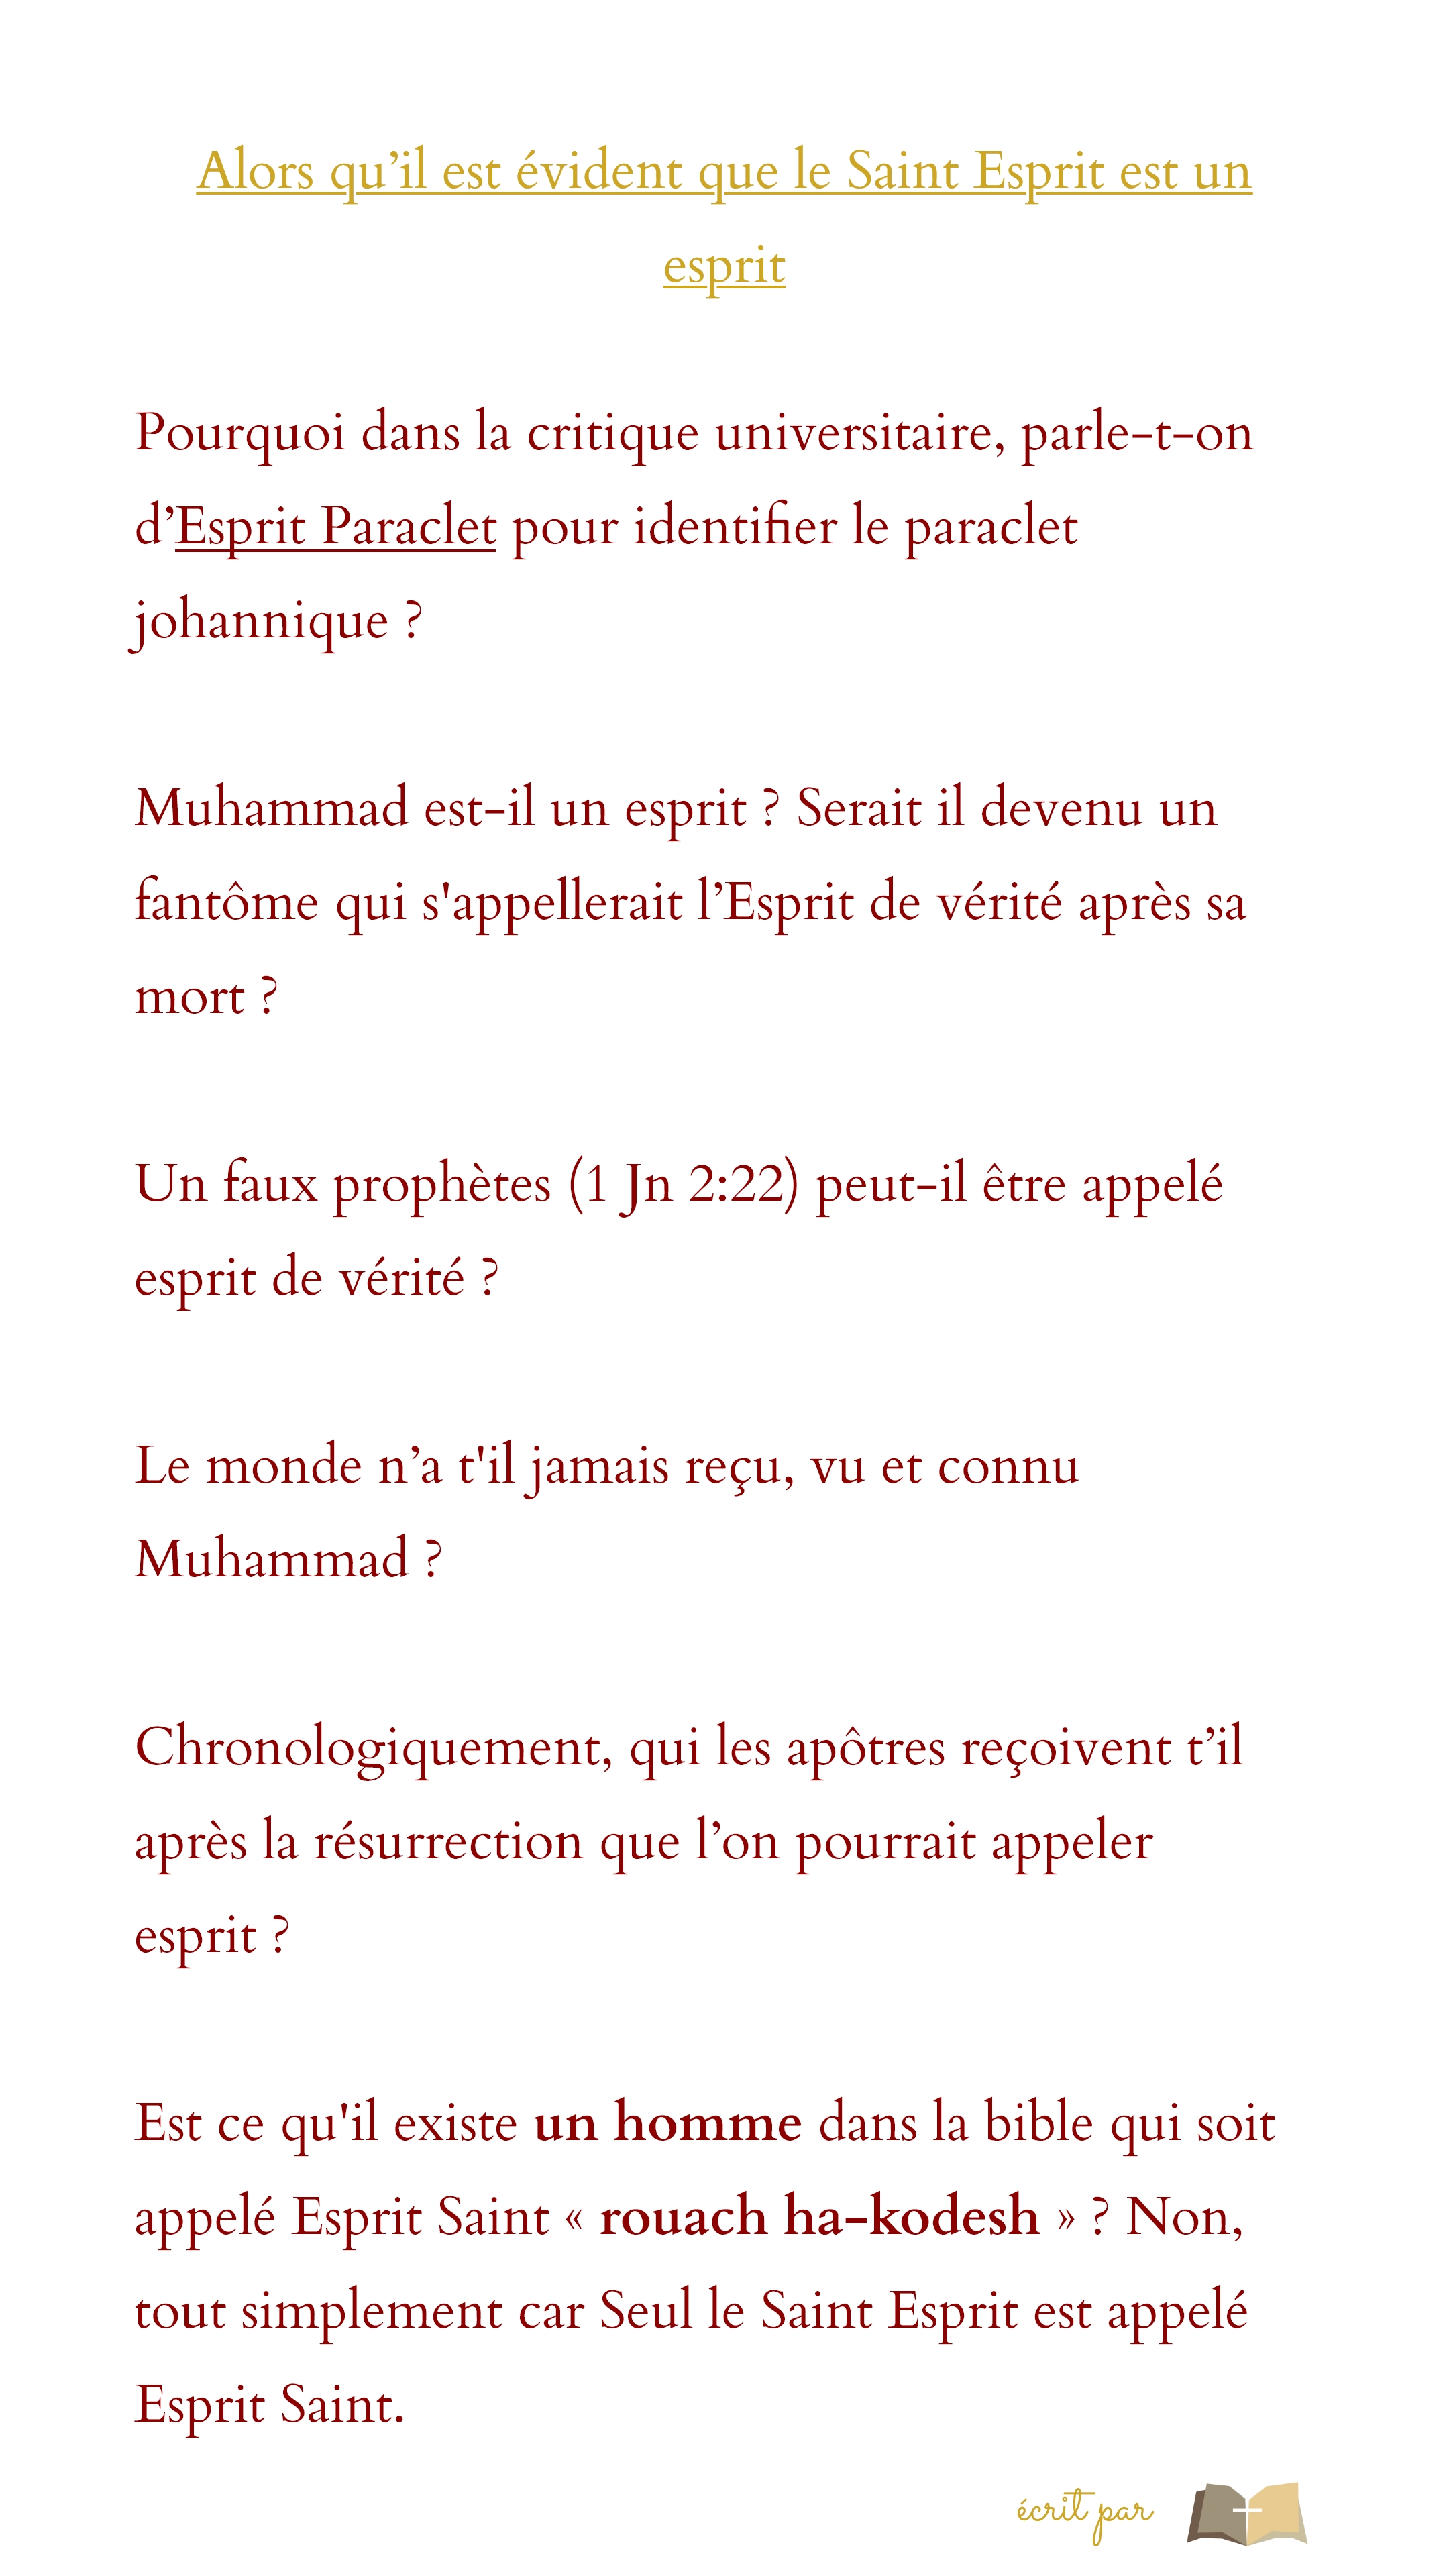 Alors qu’il est évident que le Saint Esprit est un
esprit
Pourquoi dans la critique universitaire, parle-t-on
d’Esprit Paraclet pour identifier le paraclet
johannique ?
Muhammad est-il un esprit ? Serait il devenu un
fantôme qui s'appellerait l’Esprit de vérité après sa
mort ?
Un faux prophètes (1 Jn 2:22) peut-il être appelé
esprit de vérité ?
Le monde n’a t'il jamais reçu, vu et connu
Muhammad ?
Chronologiquement, qui les apôtres reçoivent t’il
après la résurrection que l’on pourrait appeler
esprit ?
Est ce qu'il existe un homme dans la bible qui soit
appelé Esprit Saint « rouach ha-kodesh » ? Non,
tout simplement car Seul le Saint Esprit est appelé
Esprit Saint.
écrit par